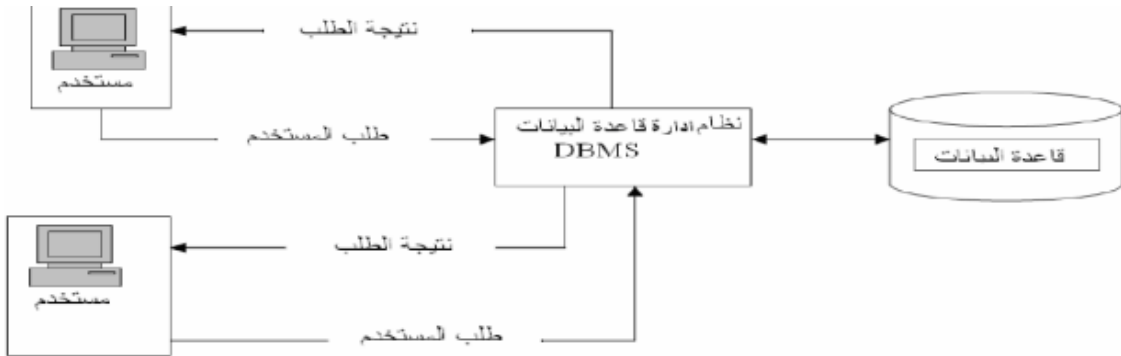 نتيجة الطلب
مستخدم
طلب المستخدم
نظام ادارة قاعدة البيانات
DBMS
قاعدة البيانات
نتيجة الطلب
مستخدم
طلب المستخدم